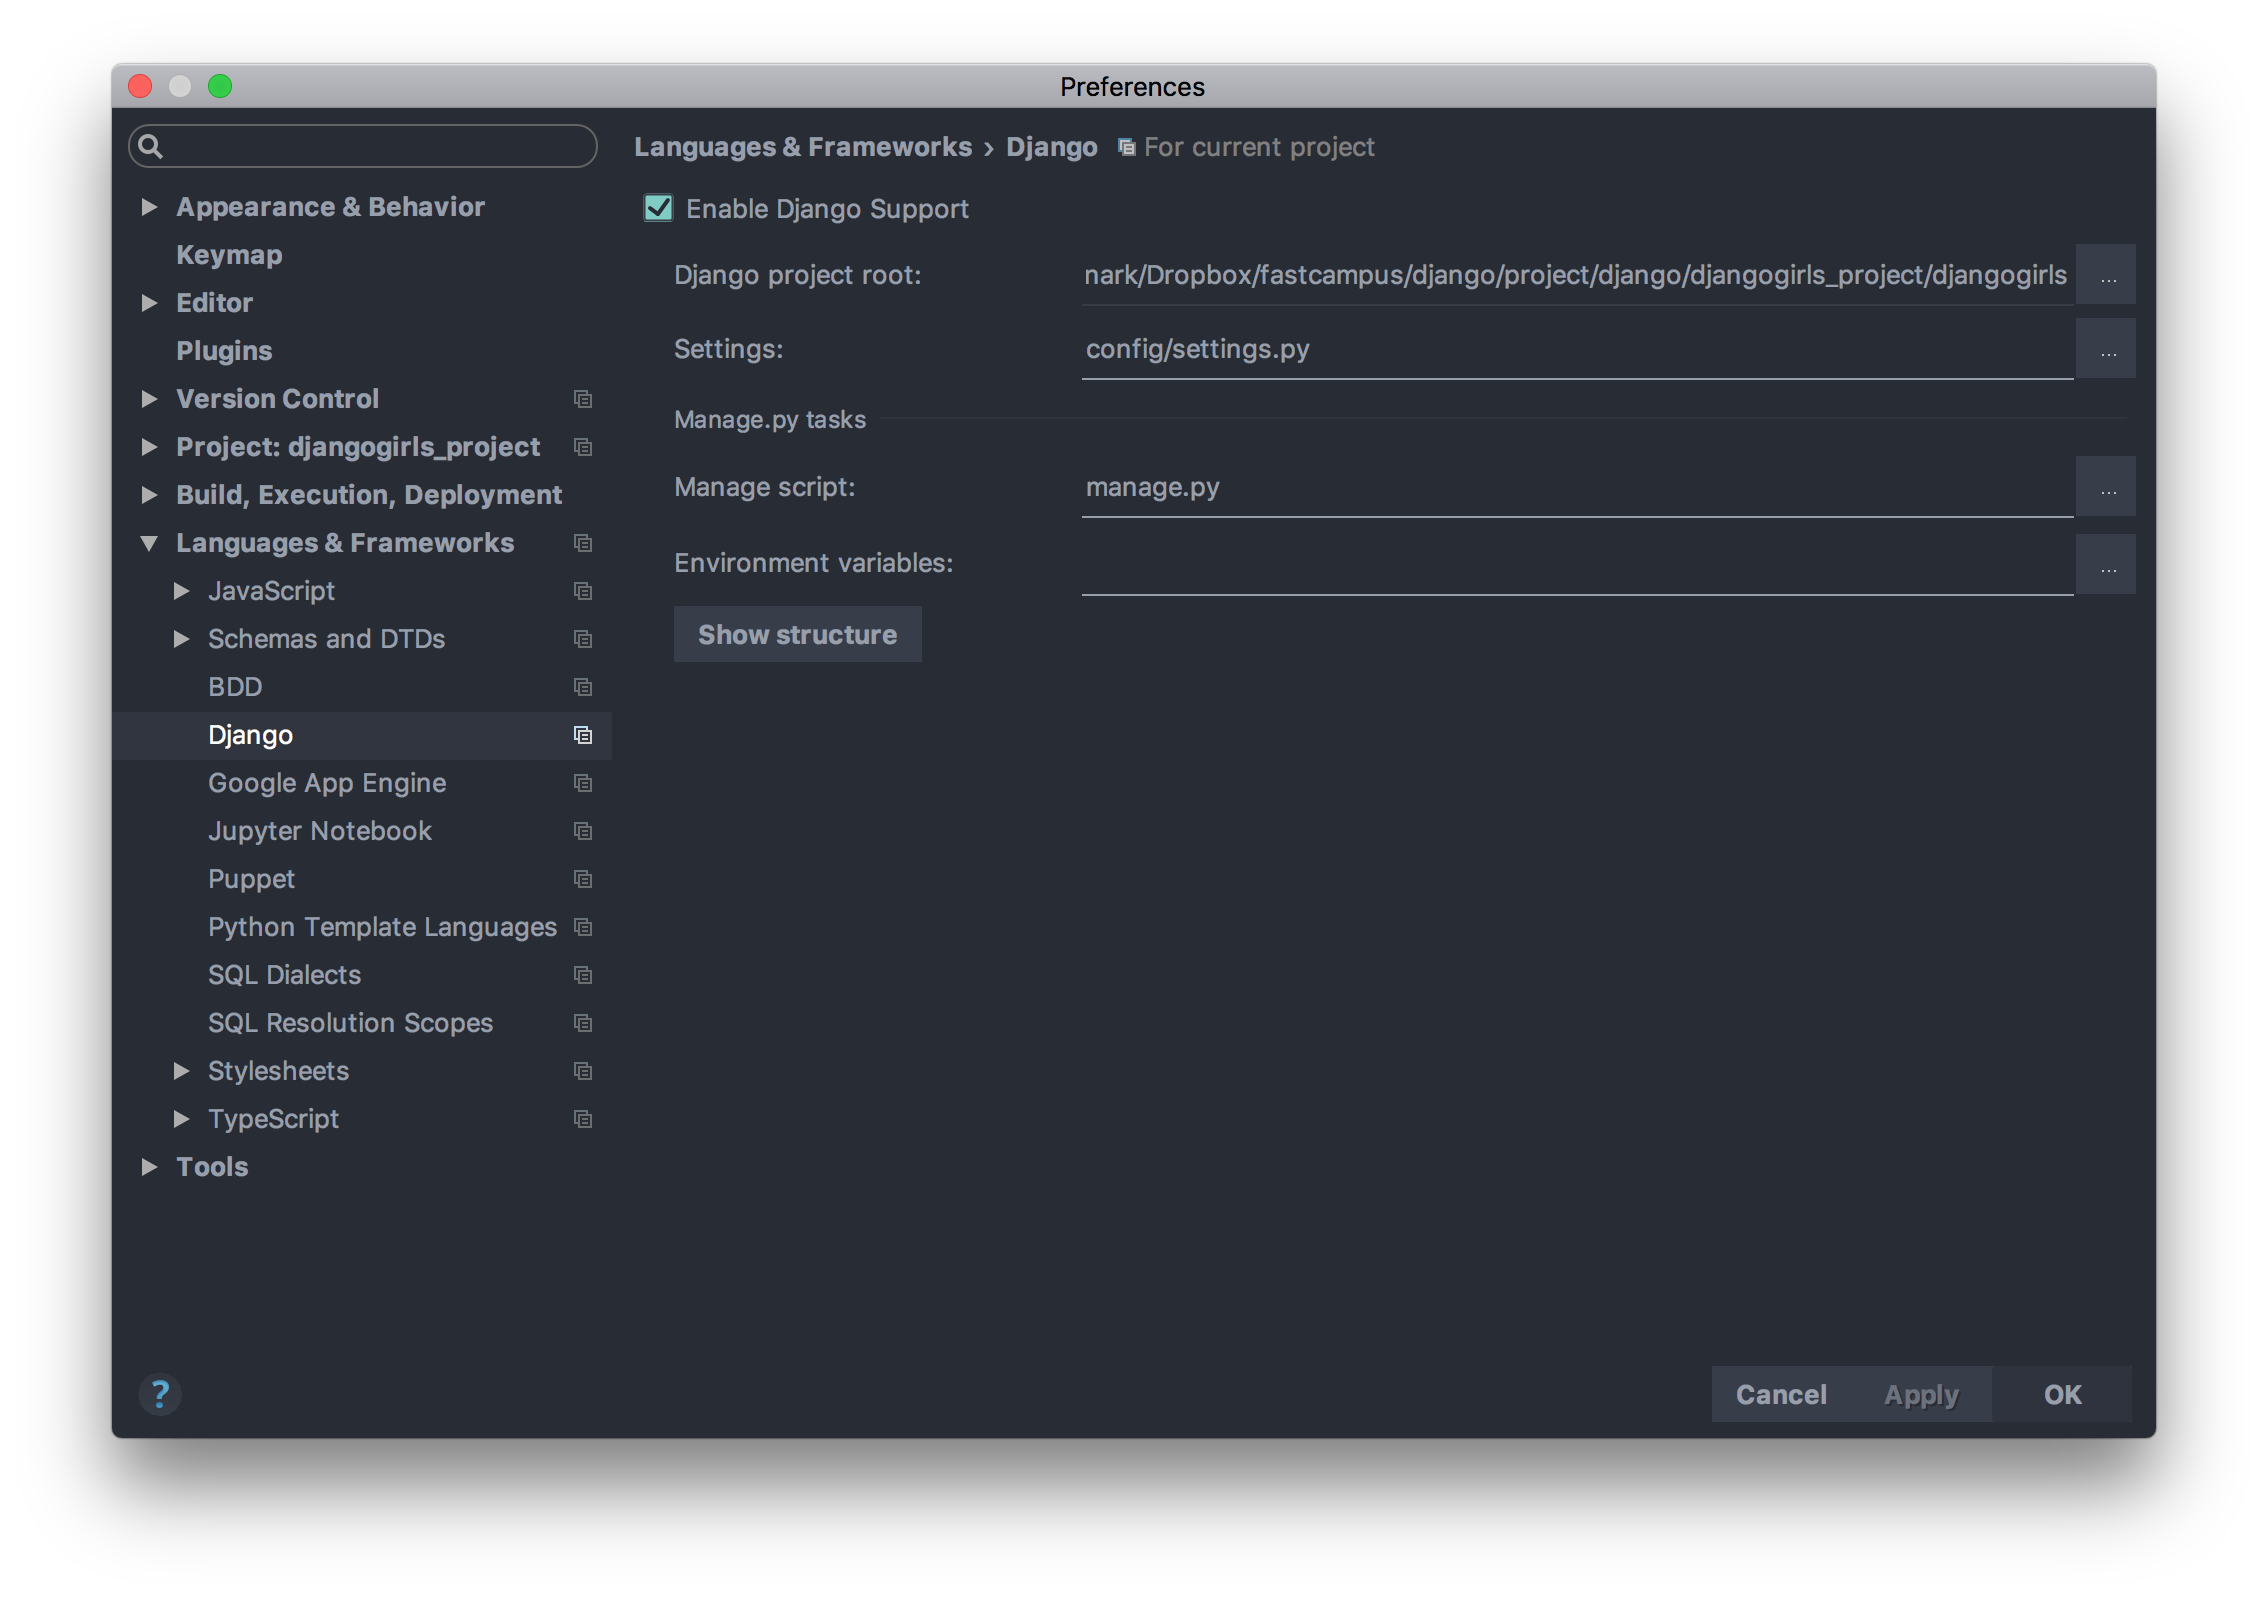 Preferences
Appearance & Behavior
Keymap
Editor
Plugins
Version Control
Project: djangogirls_project
Build, Execution, Deployment
Languages & Frameworks
JavaScript
Schemas and DTDs
BDD
Django
Google App Engine
Jupyter Notebook
Puppet
Python Template Languages
SQL Dialects
SQL Resolution Scopes
Stylesheets
TypeScript
Tools
Languages & Frameworks › Django For current project
Enable Django Support
Django project root: nark/Dropbox/fastcampus/django/project/django/djangogirls_project/djangogirls ...
Settings: config/settings.py ...
Manage.py tasks
Manage script: manage.py ...
Environment variables: ...
Show structure
? Cancel Apply OK